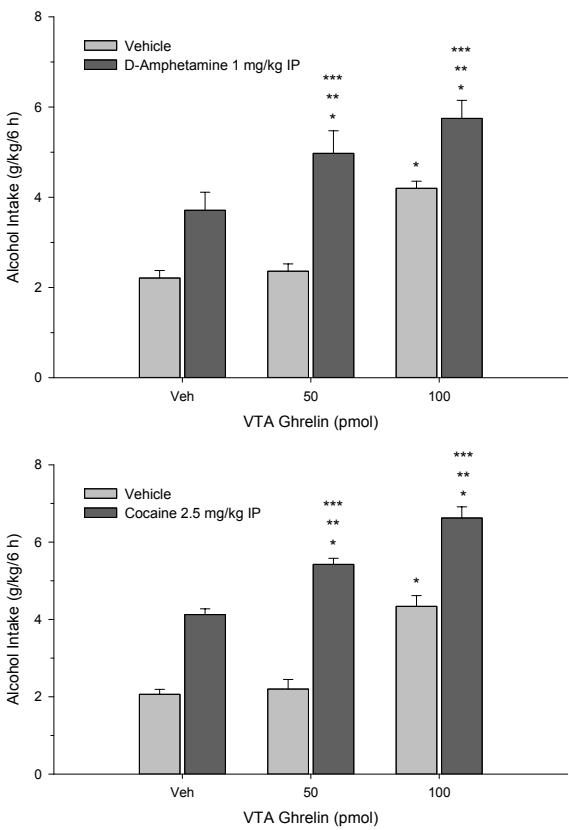 8
Vehicle
D-Amphetamine 1 mg/kg IP
***
**
*
***
**
*
*
6
4
2
0
Alcohol Intake (g/kg/6 h)
Veh 50 100
VTA Ghrelin (pmol)
8
Vehicle
Cocaine 2.5 mg/kg IP
***
**
*
***
**
*
*
6
4
2
0
Alcohol Intake (g/kg/6 h)
Veh 50 100
VTA Ghrelin (pmol)